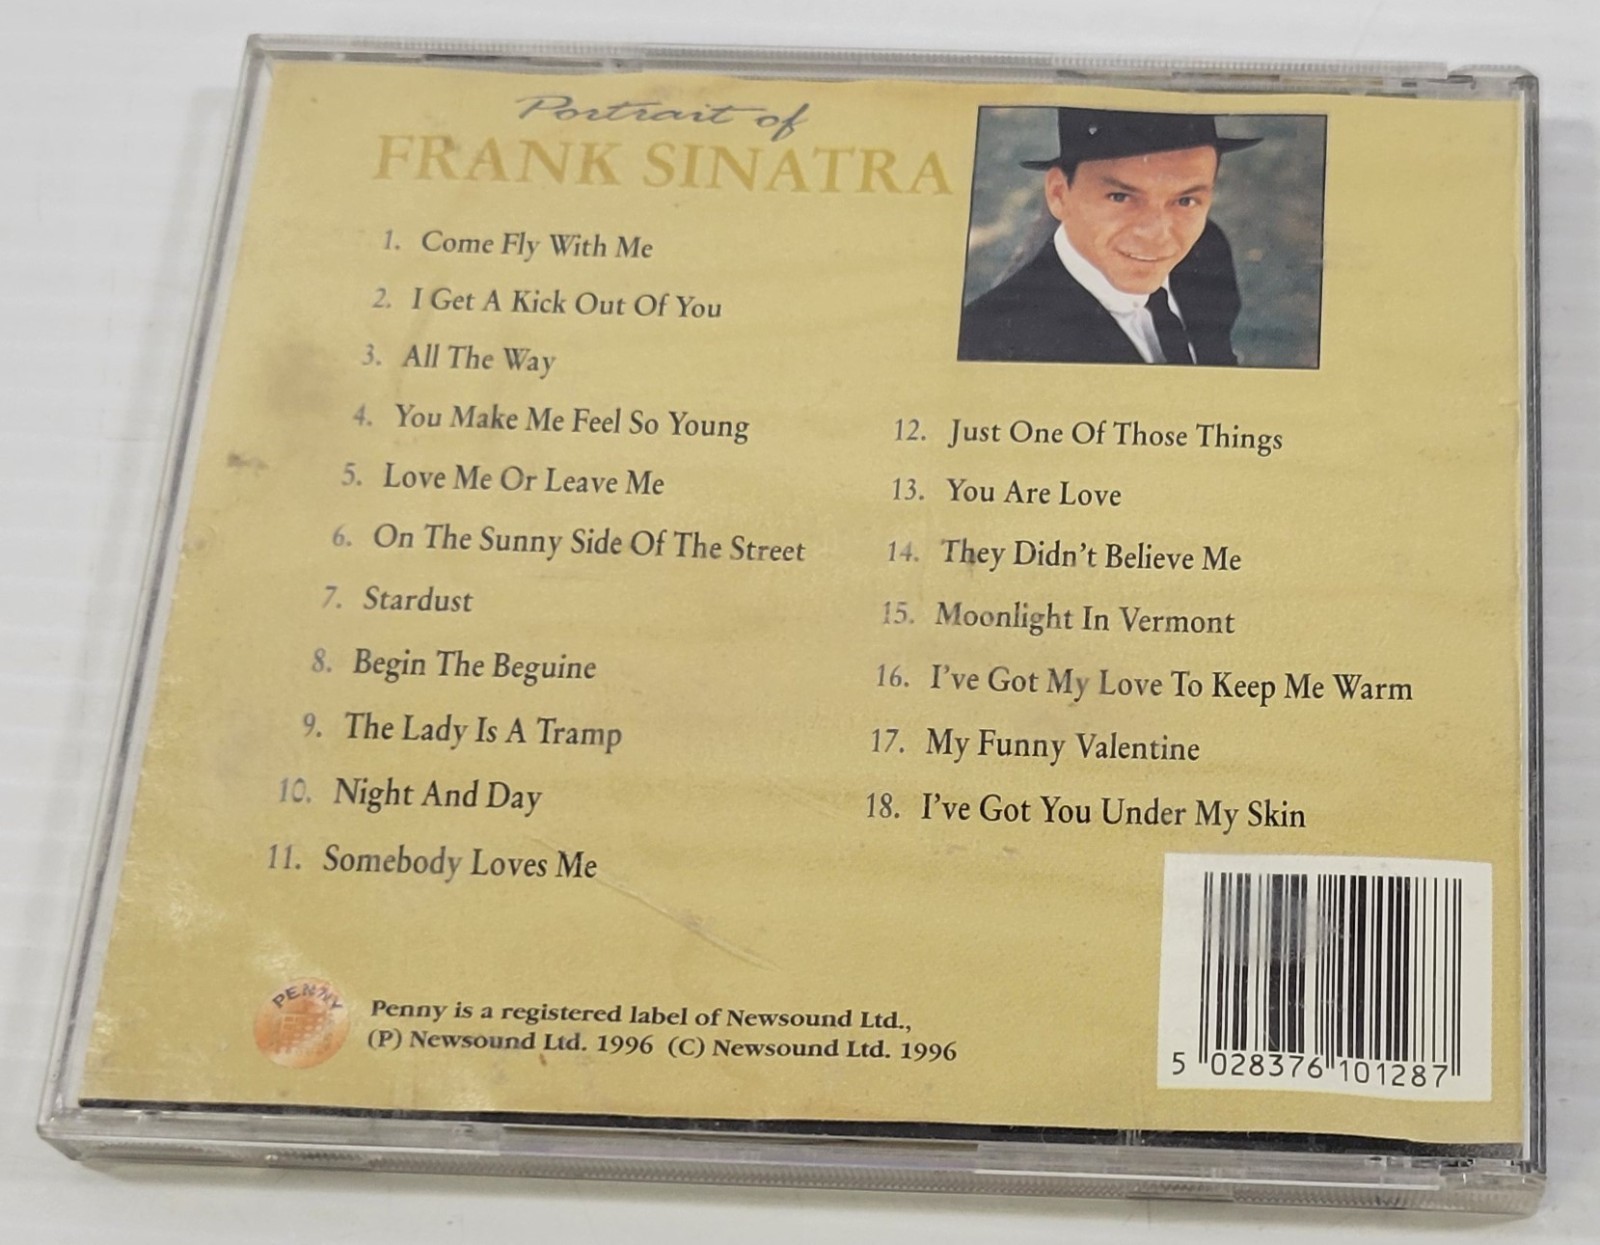 Portrait of
FRANK SINATRA
1. Come Fly With Me
2. I Get A Kick Out Of You
3. All The Way
4. You Make Me Feel So Young
5. Love Me Or Leave Me
6. On The Sunny Side Of The Street
7. Stardust
8. Begin The Beguine
9. The Lady Is A Tramp
10. Night And Day
11. Somebody Loves Me
12. Just One Of Those Things
13. You Are Love
14. They Didn't Believe Me
15. Moonlight In Vermont
16. I've Got My Love To Keep Me Warm
17. My Funny Valentine
18. I've Got You Under My Skin
PENNY
Penny is a registered label of Newsound Ltd.,
(P) Newsound Ltd. 1996 (C) Newsound Ltd. 1996
5 028376 101287